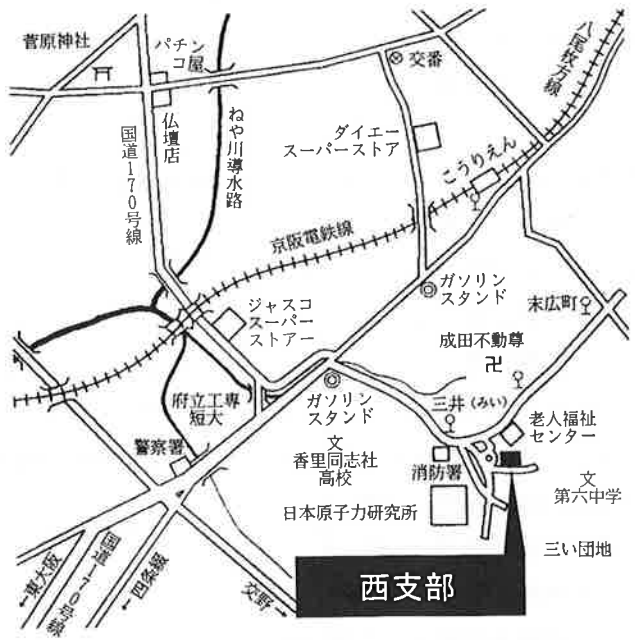 菅原神社
パチン
コ屋
交番
八尾枚方線
仏壇店
国道170号線
ねや川導水路
ダイエー
スーパーストア
こうりえん
京阪電鉄線
ガソリン
スタンド
末広町
ジャスコ
スーパー
ストアー
成田不動尊
卍
府立工専
短大
ガソリン
スタンド
三井(みい)
老人福祉
センター
警察署
文
香里同志社
高校
消防署
文
第六中学
日本原子力研究所
三い団地
←東大阪
国道170号線
四條畷
↓
交野
西支部